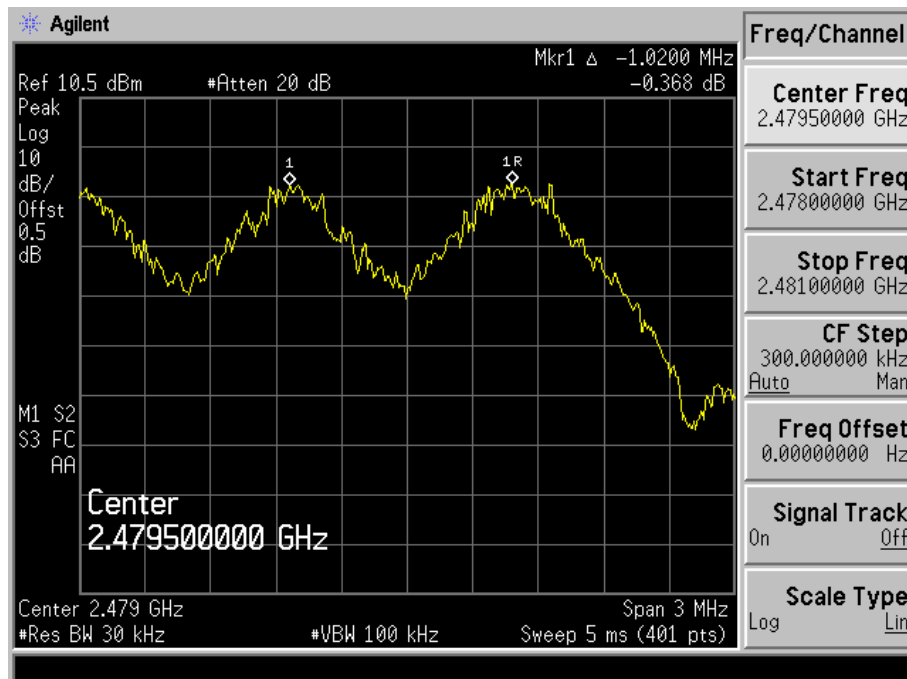 Agilent
Freq/Channel
Mkr1 Δ -1.0200 MHz
Ref 10.5 dBm #Atten 20 dB -0.368 dB
Peak
Log
10
dB/
Offst
0.5
dB
1
1R
M1 S2
S3 FC
AA
Center
2.479500000 GHz
Center 2.479 GHz Span 3 MHz
#Res BW 30 kHz #VBW 100 kHz Sweep 5 ms (401 pts)
Center Freq
2.47950000 GHz
Start Freq
2.47800000 GHz
Stop Freq
2.48100000 GHz
CF Step
300.000000 kHz
Auto Man
Freq Offset
0.00000000 Hz
Signal Track
On Off
Scale Type
Log Lin